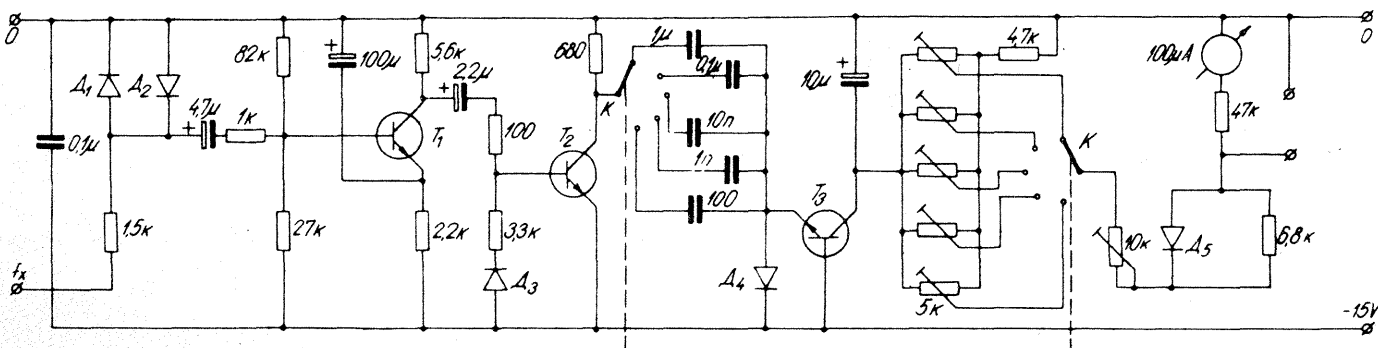 0
fx
0,1μ
Д1
Д2
1,5к
4,7μ
+
1к
82к
27к
+
100μ
5,6к
T1
2,2к
+
2,2μ
100
3,3к
Д3
T2
680
K
1μ
0,1μ
10n
1n
100
Д4
T3
+
10μ
4,7к
5к
K
10к
100μA
47к
Д5
6,8к
0
-15V